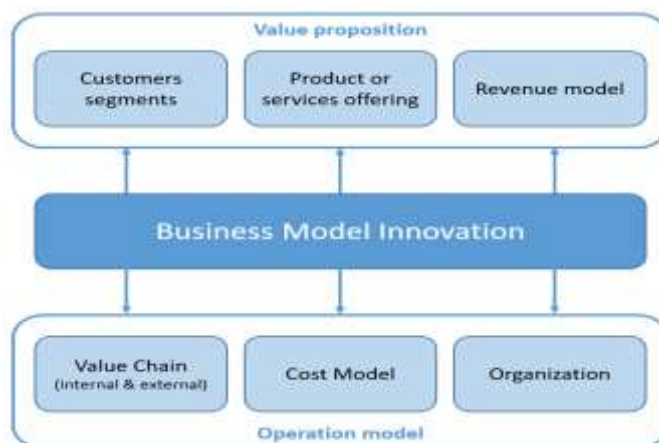 Value proposition
Customers
segments
Product or
services offering
Revenue model
Business Model Innovation
Value Chain
(internal & external)
Cost Model
Organization
Operation model